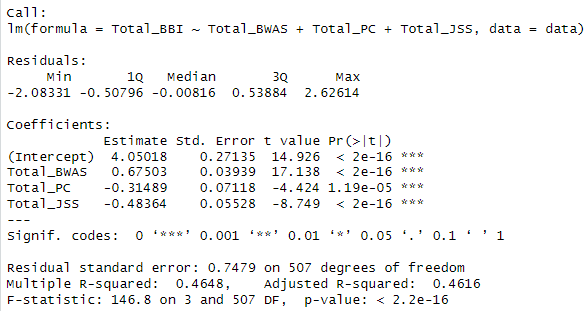 Call:
lm(formula = Total_BBI ~ Total_BWAS + Total_PC + Total_JSS, data = data)
Residuals:
Min 1Q Median 3Q Max
-2.08331 -0.50796 -0.00816 0.53884 2.62614
Coefficients:
Estimate Std. Error t value Pr(>|t|)
(Intercept) 4.05018 0.27135 14.926 < 2e-16 ***
Total_BWAS 0.67503 0.03939 17.138 < 2e-16 ***
Total_PC -0.31489 0.07118 -4.424 1.19e-05 ***
Total_JSS -0.48364 0.05528 -8.749 < 2e-16 ***
---
Signif. codes: 0 ‘***’ 0.001 ‘**’ 0.01 ‘*’ 0.05 ‘.’ 0.1 ‘ ’ 1
Residual standard error: 0.7479 on 507 degrees of freedom
Multiple R-squared: 0.4648, Adjusted R-squared: 0.4616
F-statistic: 146.8 on 3 and 507 DF, p-value: < 2.2e-16